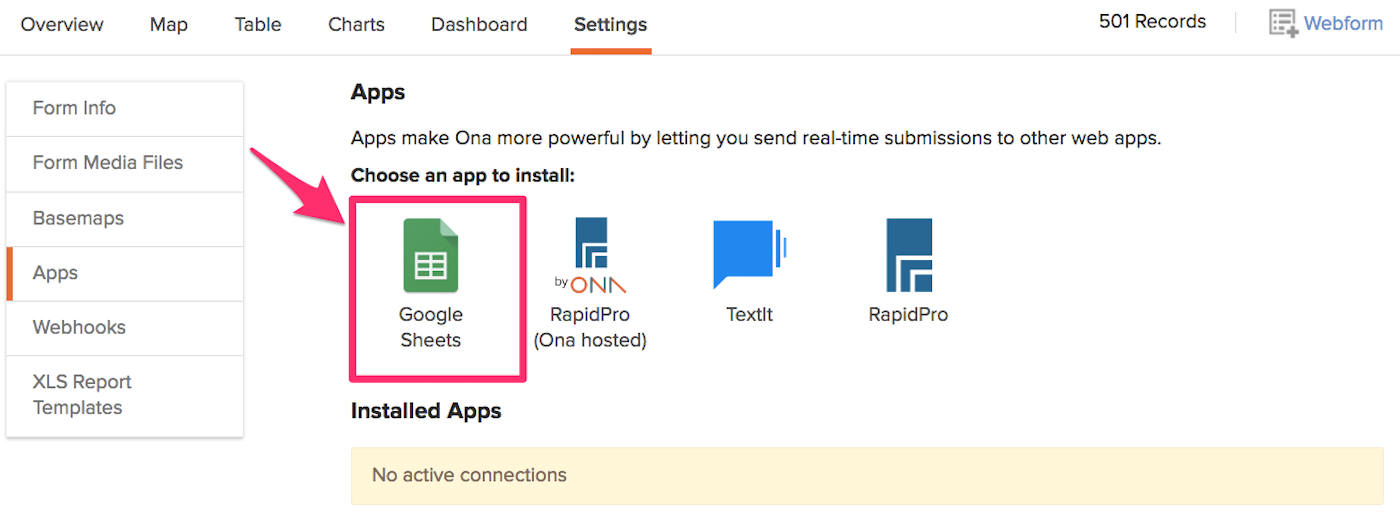 Overview Map Table Charts Dashboard Settings 501 Records Webform
Form Info
Form Media Files
Basemaps
Apps
Webhooks
XLS Report
Templates
Apps
Apps make Ona more powerful by letting you send real-time submissions to other web apps.
Choose an app to install:
Google
Sheets
by ONA
RapidPro
(Ona hosted)
TextIt
RapidPro
Installed Apps
No active connections